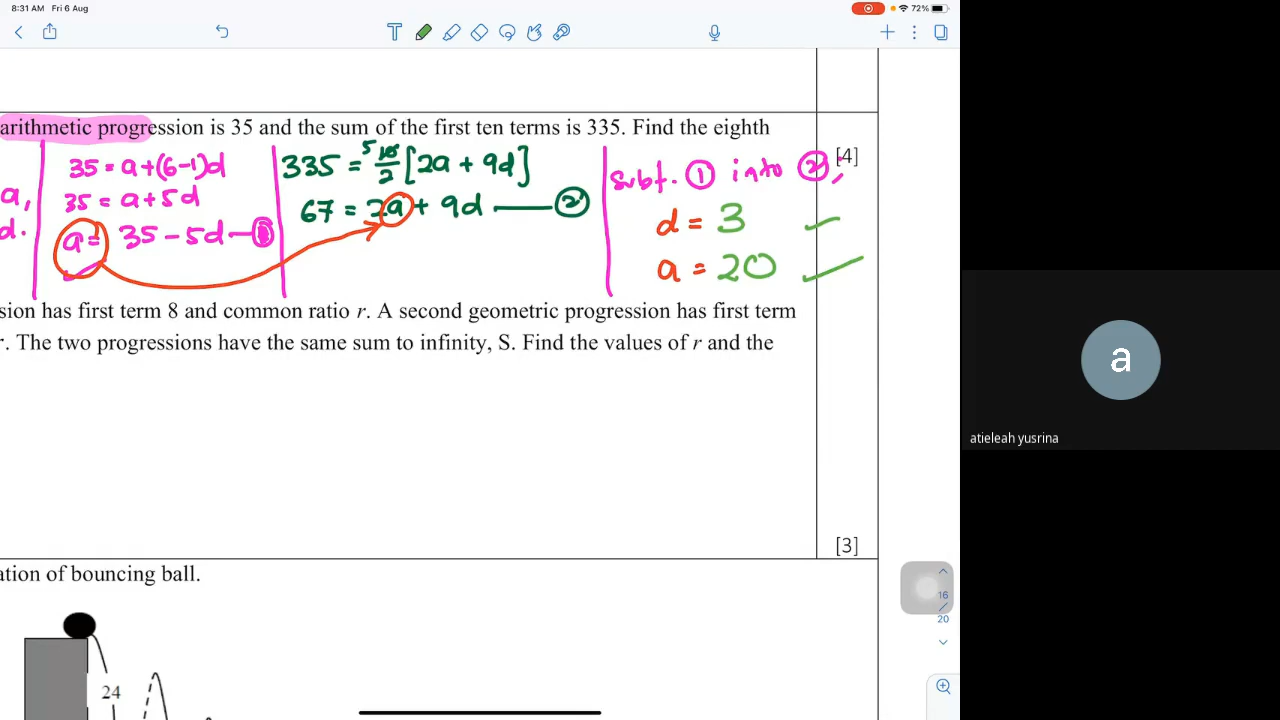 8:31 AM Fri 6 Aug
72%
T
arithmetic progression is 35 and the sum of the first ten terms is 335. Find the eighth
[4]
a,
d.
35 = a+(6-1)d
35 = a+5d
a = 35 - 5d — ①
335 = 5 10/2 [2a + 9d]
67 = 2a + 9d — ②
subt. ① into ②;
d = 3 ✓
a = 20 ✓
sion has first term 8 and common ratio r. A second geometric progression has first term
r. The two progressions have the same sum to infinity, S. Find the values of r and the
[3]
ation of bouncing ball.
24
16
/
20
a
atieleah yusrina